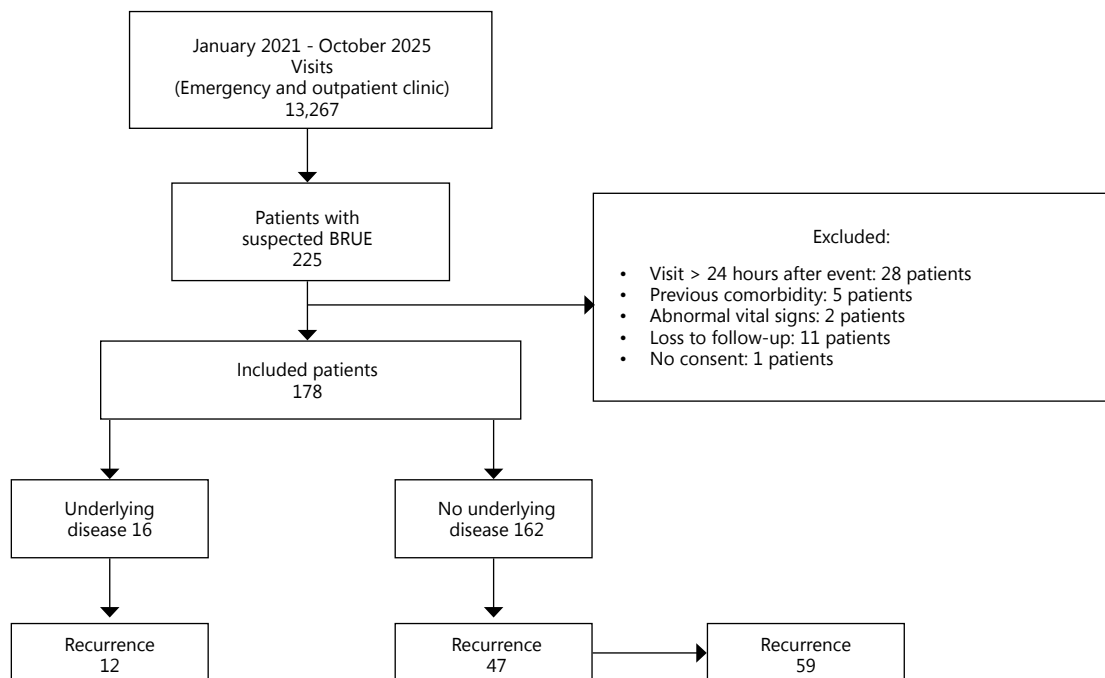 January 2021 - October 2025
Visits
(Emergency and outpatient clinic)
13,267
Patients with
suspected BRUE
225
Excluded:
• Visit > 24 hours after event: 28 patients
• Previous comorbidity: 5 patients
• Abnormal vital signs: 2 patients
• Loss to follow-up: 11 patients
• No consent: 1 patients
Included patients
178
Underlying
disease 16
No underlying
disease 162
Recurrence
12
Recurrence
47
Recurrence
59